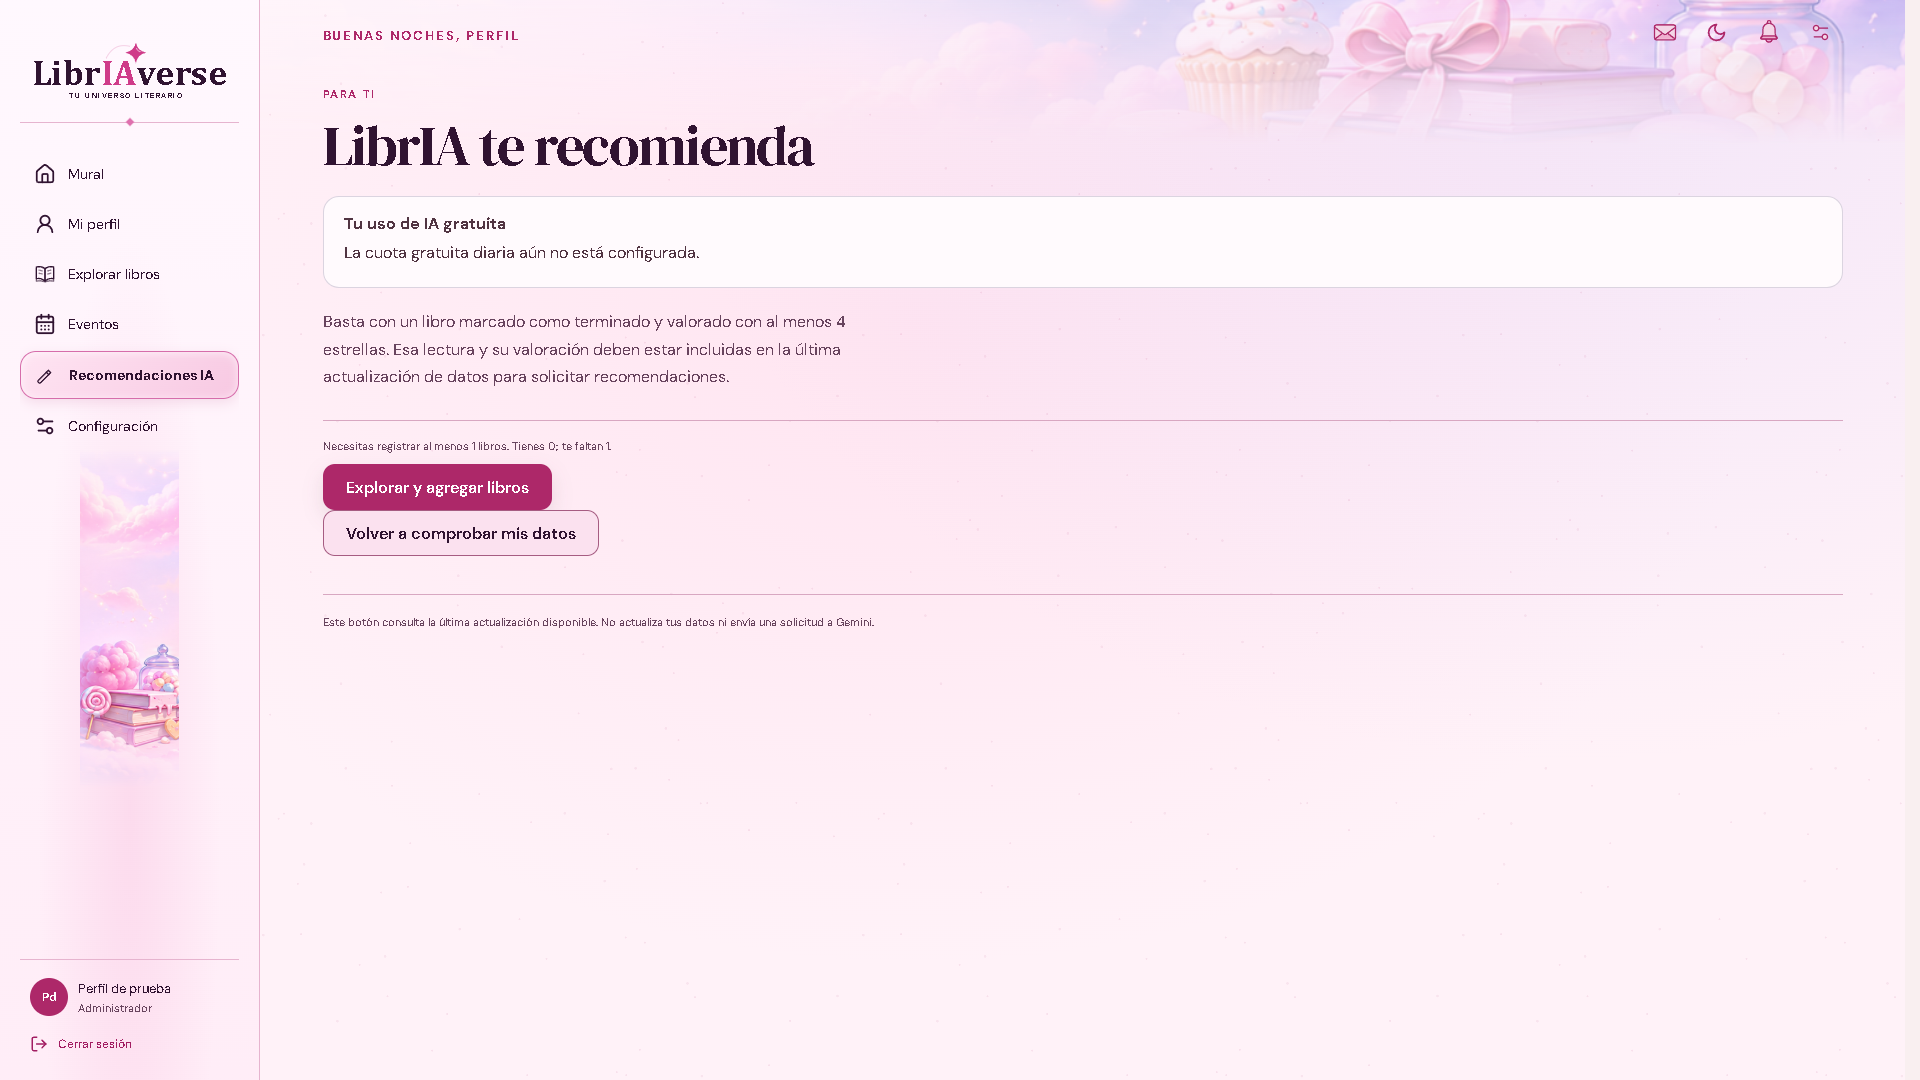 LibrIAverse
TU UNIVERSO LITERARIO
Mural
Mi perfil
Explorar libros
Eventos
Recomendaciones IA
Configuración
Pd
Perfil de prueba
Administrador
Cerrar sesión
BUENAS NOCHES, PERFIL
PARA TI
LibrIA te recomienda
Tu uso de IA gratuita
La cuota gratuita diaria aún no está configurada.
Basta con un libro marcado como terminado y valorado con al menos 4
estrellas. Esa lectura y su valoración deben estar incluidas en la última
actualización de datos para solicitar recomendaciones.
Necesitas registrar al menos 1 libros. Tienes 0; te faltan 1.
Explorar y agregar libros
Volver a comprobar mis datos
Este botón consulta la última actualización disponible. No actualiza tus datos ni envía una solicitud a Gemini.